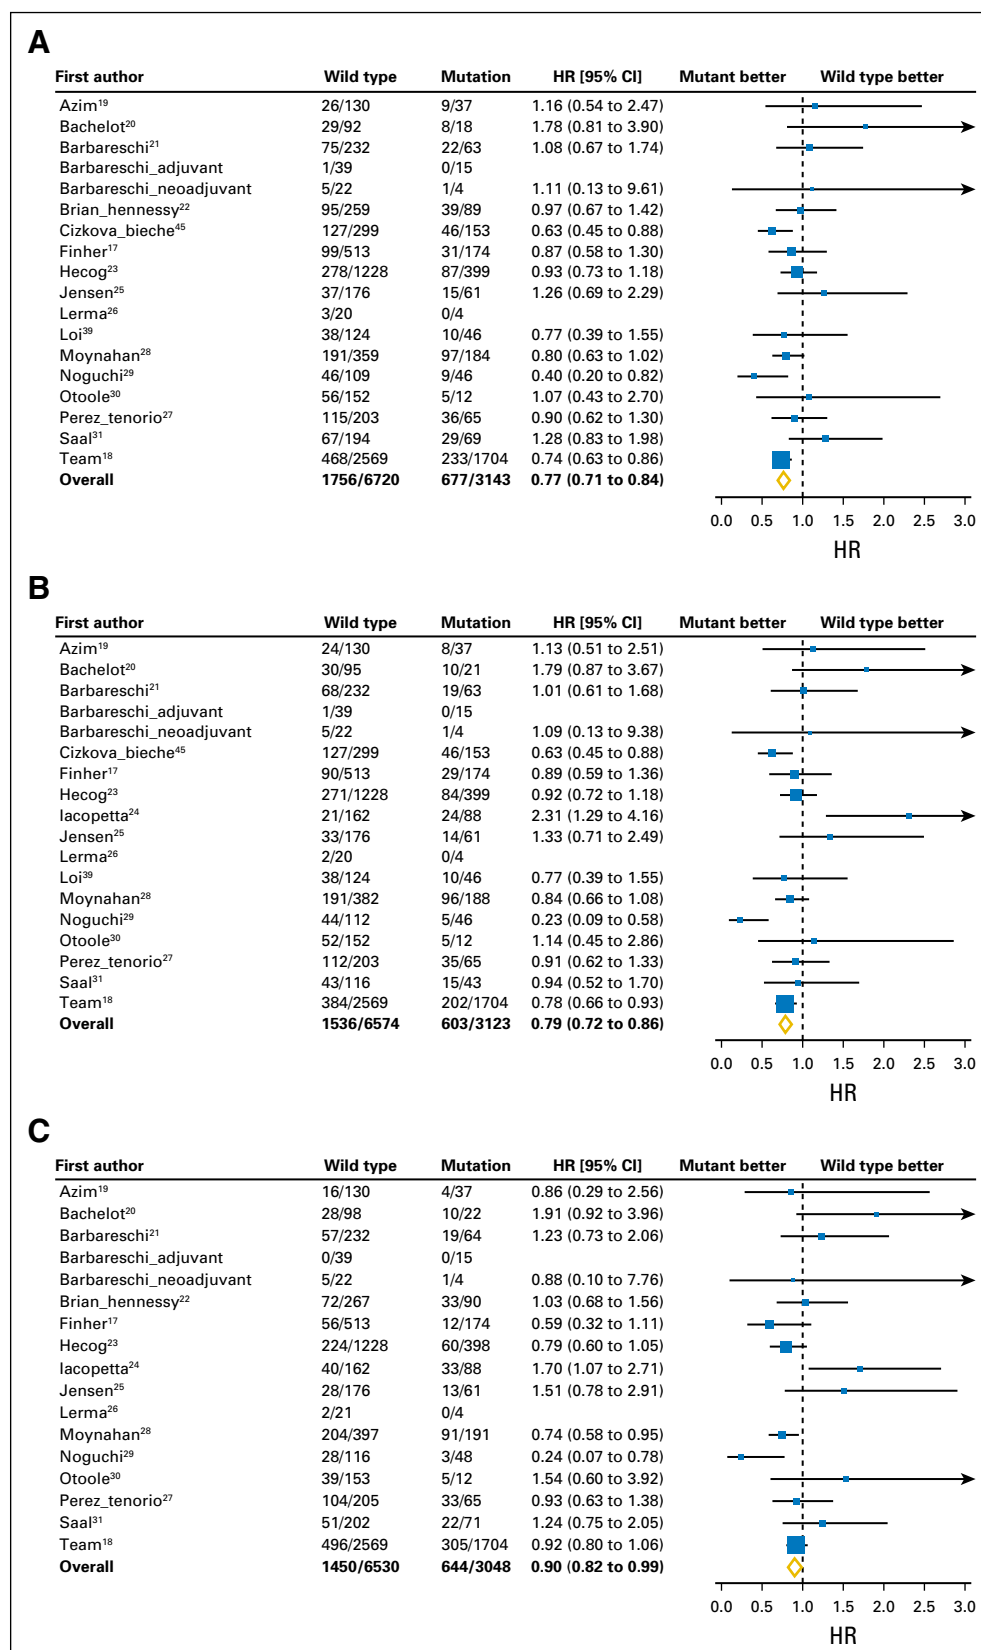 A
First author Wild type Mutation HR [95% CI] Mutant better Wild type better
Azim¹⁹ 26/130 9/37 1.16 (0.54 to 2.47)
Bachelot²⁰ 29/92 8/18 1.78 (0.81 to 3.90)
Barbareschi²¹ 75/232 22/63 1.08 (0.67 to 1.74)
Barbareschi_adjuvant 1/39 0/15
Barbareschi_neoadjuvant 5/22 1/4 1.11 (0.13 to 9.61)
Brian_hennessy²² 95/259 39/89 0.97 (0.67 to 1.42)
Cizkova_bieche⁴⁵ 127/299 46/153 0.63 (0.45 to 0.88)
Finher¹⁷ 99/513 31/174 0.87 (0.58 to 1.30)
Hecog²³ 278/1228 87/399 0.93 (0.73 to 1.18)
Jensen²⁵ 37/176 15/61 1.26 (0.69 to 2.29)
Lerma²⁶ 3/20 0/4
Loi³⁹ 38/124 10/46 0.77 (0.39 to 1.55)
Moynahan²⁸ 191/359 97/184 0.80 (0.63 to 1.02)
Noguchi²⁹ 46/109 9/46 0.40 (0.20 to 0.82)
Otoole³⁰ 56/152 5/12 1.07 (0.43 to 2.70)
Perez_tenorio²⁷ 115/203 36/65 0.90 (0.62 to 1.30)
Saal³¹ 67/194 29/69 1.28 (0.83 to 1.98)
Team¹⁸ 468/2569 233/1704 0.74 (0.63 to 0.86)
Overall 1756/6720 677/3143 0.77 (0.71 to 0.84)
0.0 0.5 1.0 1.5 2.0 2.5 3.0
HR
B
First author Wild type Mutation HR [95% CI] Mutant better Wild type better
Azim¹⁹ 24/130 8/37 1.13 (0.51 to 2.51)
Bachelot²⁰ 30/95 10/21 1.79 (0.87 to 3.67)
Barbareschi²¹ 68/232 19/63 1.01 (0.61 to 1.68)
Barbareschi_adjuvant 1/39 0/15
Barbareschi_neoadjuvant 5/22 1/4 1.09 (0.13 to 9.38)
Cizkova_bieche⁴⁵ 127/299 46/153 0.63 (0.45 to 0.88)
Finher¹⁷ 90/513 29/174 0.89 (0.59 to 1.36)
Hecog²³ 271/1228 84/399 0.92 (0.72 to 1.18)
Iacopetta²⁴ 21/162 24/88 2.31 (1.29 to 4.16)
Jensen²⁵ 33/176 14/61 1.33 (0.71 to 2.49)
Lerma²⁶ 2/20 0/4
Loi³⁹ 38/124 10/46 0.77 (0.39 to 1.55)
Moynahan²⁸ 191/382 96/188 0.84 (0.66 to 1.08)
Noguchi²⁹ 44/112 5/46 0.23 (0.09 to 0.58)
Otoole³⁰ 52/152 5/12 1.14 (0.45 to 2.86)
Perez_tenorio²⁷ 112/203 35/65 0.91 (0.62 to 1.33)
Saal³¹ 43/116 15/43 0.94 (0.52 to 1.70)
Team¹⁸ 384/2569 202/1704 0.78 (0.66 to 0.93)
Overall 1536/6574 603/3123 0.79 (0.72 to 0.86)
0.0 0.5 1.0 1.5 2.0 2.5 3.0
HR
C
First author Wild type Mutation HR [95% CI] Mutant better Wild type better
Azim¹⁹ 16/130 4/37 0.86 (0.29 to 2.56)
Bachelot²⁰ 28/98 10/22 1.91 (0.92 to 3.96)
Barbareschi²¹ 57/232 19/64 1.23 (0.73 to 2.06)
Barbareschi_adjuvant 0/39 0/15
Barbareschi_neoadjuvant 5/22 1/4 0.88 (0.10 to 7.76)
Brian_hennessy²² 72/267 33/90 1.03 (0.68 to 1.56)
Finher¹⁷ 56/513 12/174 0.59 (0.32 to 1.11)
Hecog²³ 224/1228 60/398 0.79 (0.60 to 1.05)
Iacopetta²⁴ 40/162 33/88 1.70 (1.07 to 2.71)
Jensen²⁵ 28/176 13/61 1.51 (0.78 to 2.91)
Lerma²⁶ 2/21 0/4
Moynahan²⁸ 204/397 91/191 0.74 (0.58 to 0.95)
Noguchi²⁹ 28/116 3/48 0.24 (0.07 to 0.78)
Otoole³⁰ 39/153 5/12 1.54 (0.60 to 3.92)
Perez_tenorio²⁷ 104/205 33/65 0.93 (0.63 to 1.38)
Saal³¹ 51/202 22/71 1.24 (0.75 to 2.05)
Team¹⁸ 496/2569 305/1704 0.92 (0.80 to 1.06)
Overall 1450/6530 644/3048 0.90 (0.82 to 0.99)
0.0 0.5 1.0 1.5 2.0 2.5 3.0
HR